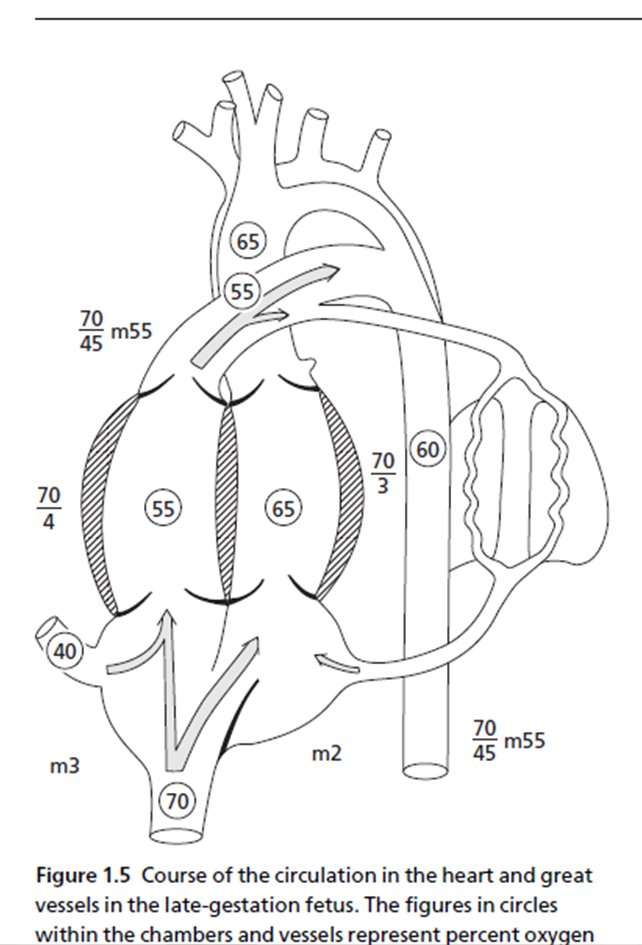 65
55
70
45 m55
70
4
55
65
70
3
60
40
m3
70
m2
70
45 m55
Figure 1.5 Course of the circulation in the heart and great
vessels in the late-gestation fetus. The figures in circles
within the chambers and vessels represent percent oxygen